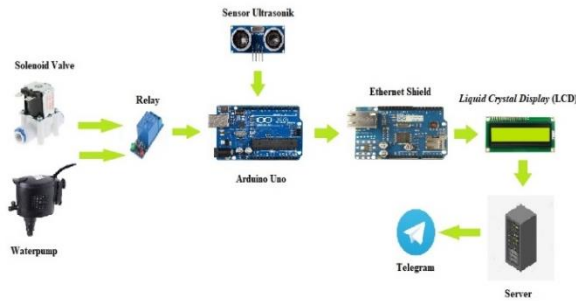 Sensor Ultrasonik
Solenoid Valve
Relay
Ethernet Shield
Liquid Crystal Display (LCD)
Arduino Uno
Waterpump
Telegram
Server